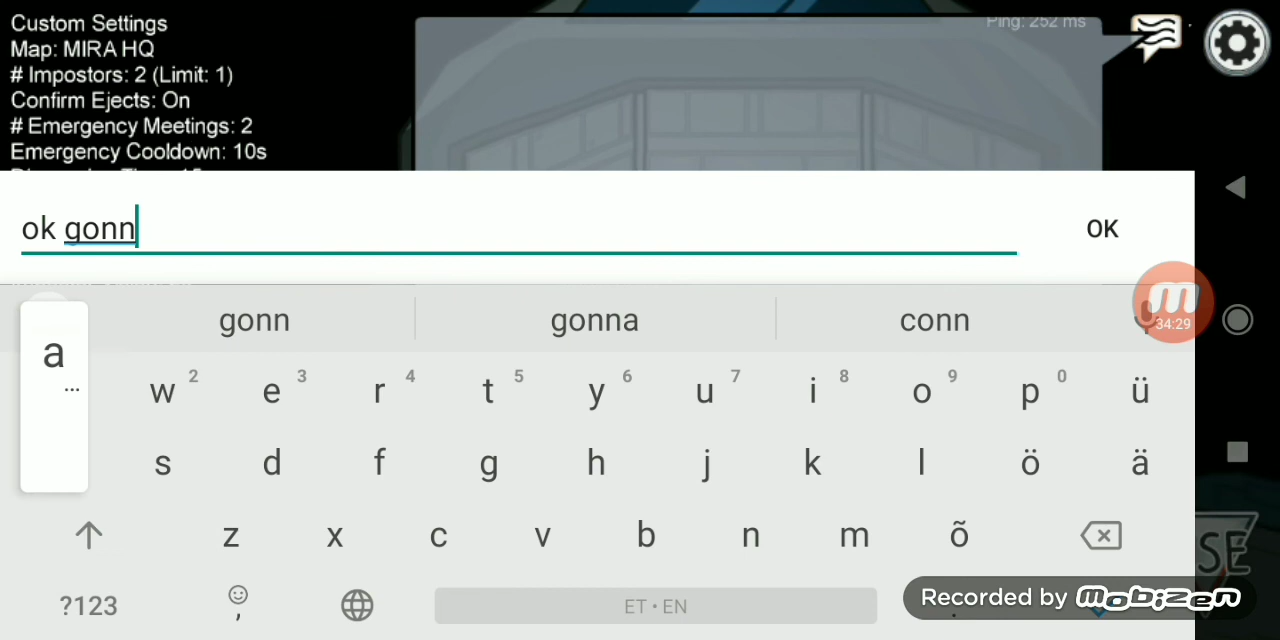 Custom Settings
Map: MIRA HQ
# Impostors: 2 (Limit: 1)
Confirm Ejects: On
# Emergency Meetings: 2
Emergency Cooldown: 10s
Ping: 252 ms
ok gonn
OK
gonn gonna conn
34:29
a
...
w 2 e 3 r 4 t 5 y 6 u 7 i 8 o 9 p 0 ü
s d f g h j k l ö ä
z x c v b n m õ
?123 , ET • EN .
Recorded by mobizen